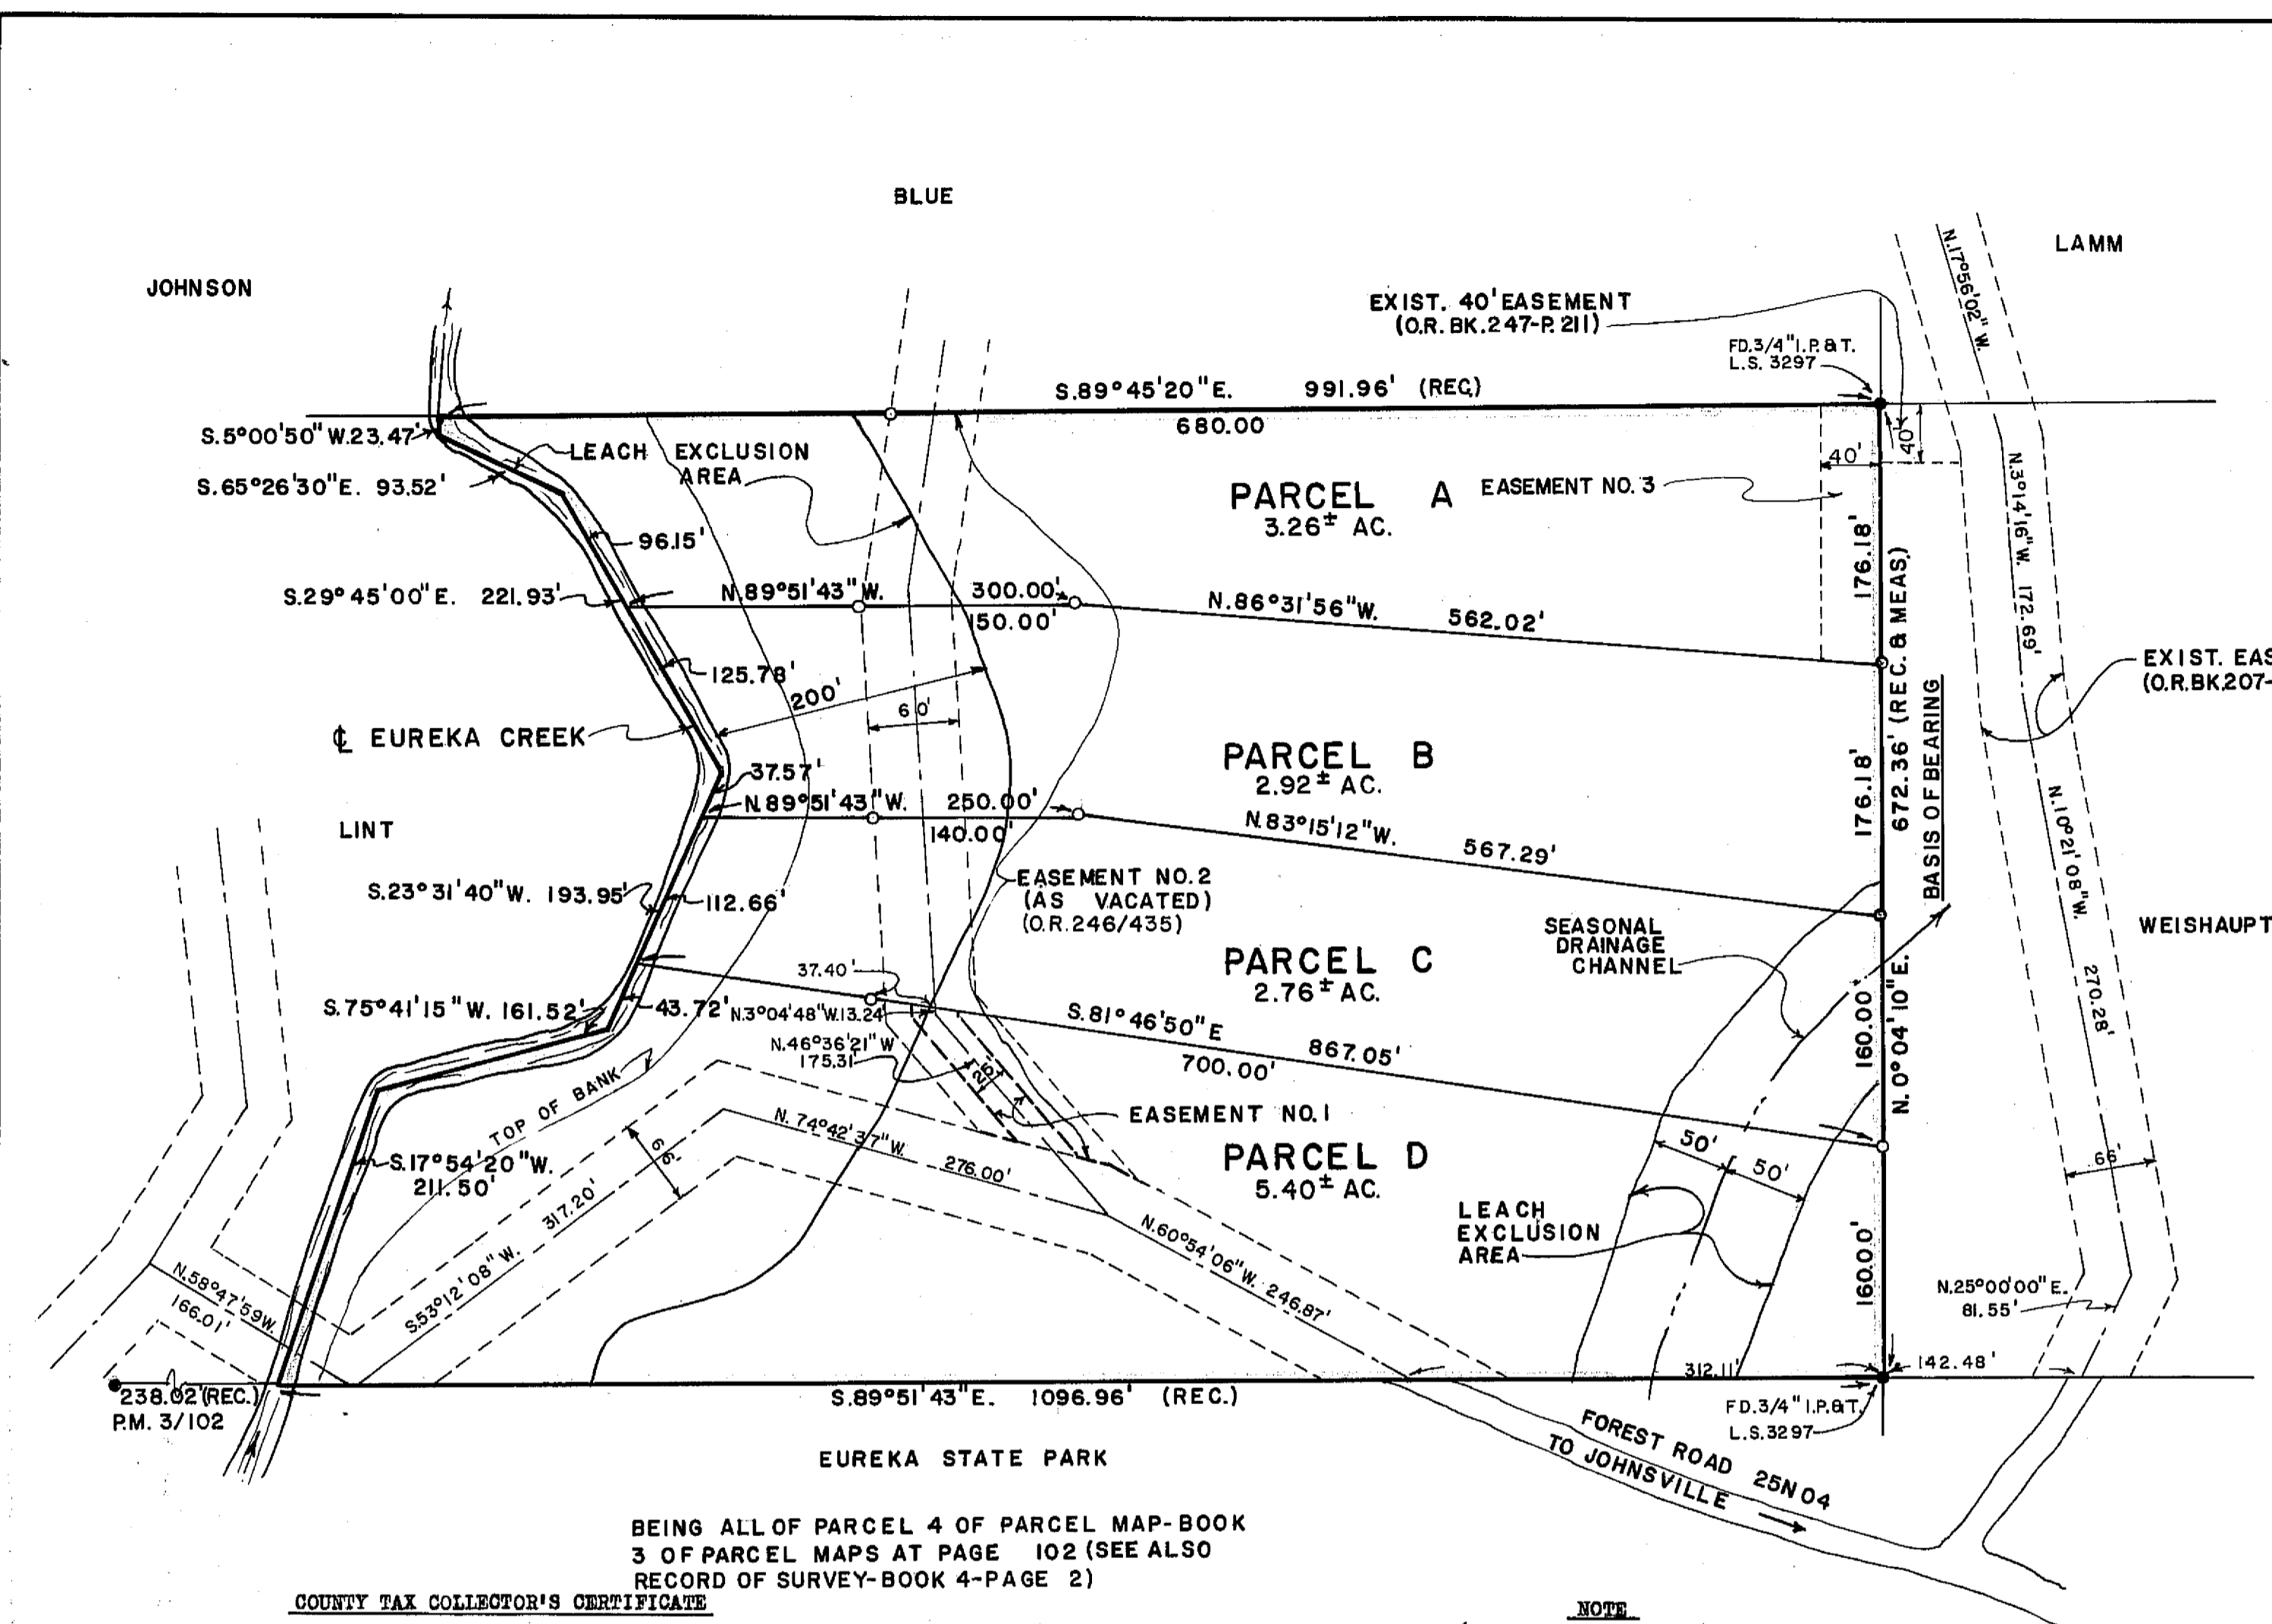 BLUE
JOHNSON
LAMM
N.17°56'02" W.
EXIST. 40' EASEMENT
(O.R. BK.247-P. 211)
FD.3/4" I.P. & T.
L.S. 3297
S.89°45'20"E. 991.96' (REC.)
680.00
S.5°00'50" W.23.47'
LEACH EXCLUSION
AREA
S.65°26'30"E. 93.52'
40'
40'
PARCEL A
3.26± AC.
EASEMENT NO. 3
N.3°14'16" W. 172.69'
96.15'
176.18'
S.29°45'00"E. 221.93'
N.89°51'43" W. 300.00'
150.00'
N.86°31'56"W. 562.02'
672.36' (REC. & MEAS.)
BASIS OF BEARING
125.78'
200'
60'
EXIST. EAS
(O.R.BK.207-
℄ EUREKA CREEK
PARCEL B
2.92± AC.
37.57'
N.89°51'43"W. 250.00'
140.00'
N.83°15'12"W. 567.29'
176.18'
N.10°21'08"W. 270.28'
LINT
S.23°31'40"W. 193.95'
112.66'
EASEMENT NO.2
(AS VACATED)
(O.R.246/435)
SEASONAL
DRAINAGE
CHANNEL
WEISHAUPT
PARCEL C
2.76± AC.
37.40'
S.75°41'15"W. 161.52'
43.72'
N.3°04'48"W.13.24'
N.46°36'21" W
175.31'
26'
S.81°46'50"E 867.05'
700.00'
160.00'
N.0°04'10"E.
TOP OF BANK
EASEMENT NO.1
N.74°42'37"W. 276.00'
66'
PARCEL D
5.40± AC.
50'
50'
66'
S.17°54'20"W.
211.50'
317.20'
S.53°12'08"W.
LEACH
EXCLUSION
AREA
N.60°54'06"W. 246.87'
160.00'
N.58°47'59W.
166.01'
N.25°00'00"E.
81.55'
238.02'(REC.)
P.M. 3/102
S.89°51'43"E. 1096.96' (REC.)
312.11'
142.48'
FD.3/4" I.P.&T.
L.S.3297
FOREST ROAD 25N04
TO JOHNSVILLE
EUREKA STATE PARK
BEING ALL OF PARCEL 4 OF PARCEL MAP-BOOK
3 OF PARCEL MAPS AT PAGE 102 (SEE ALSO
RECORD OF SURVEY-BOOK 4-PAGE 2)
COUNTY TAX COLLECTOR'S CERTIFICATE
NOTE